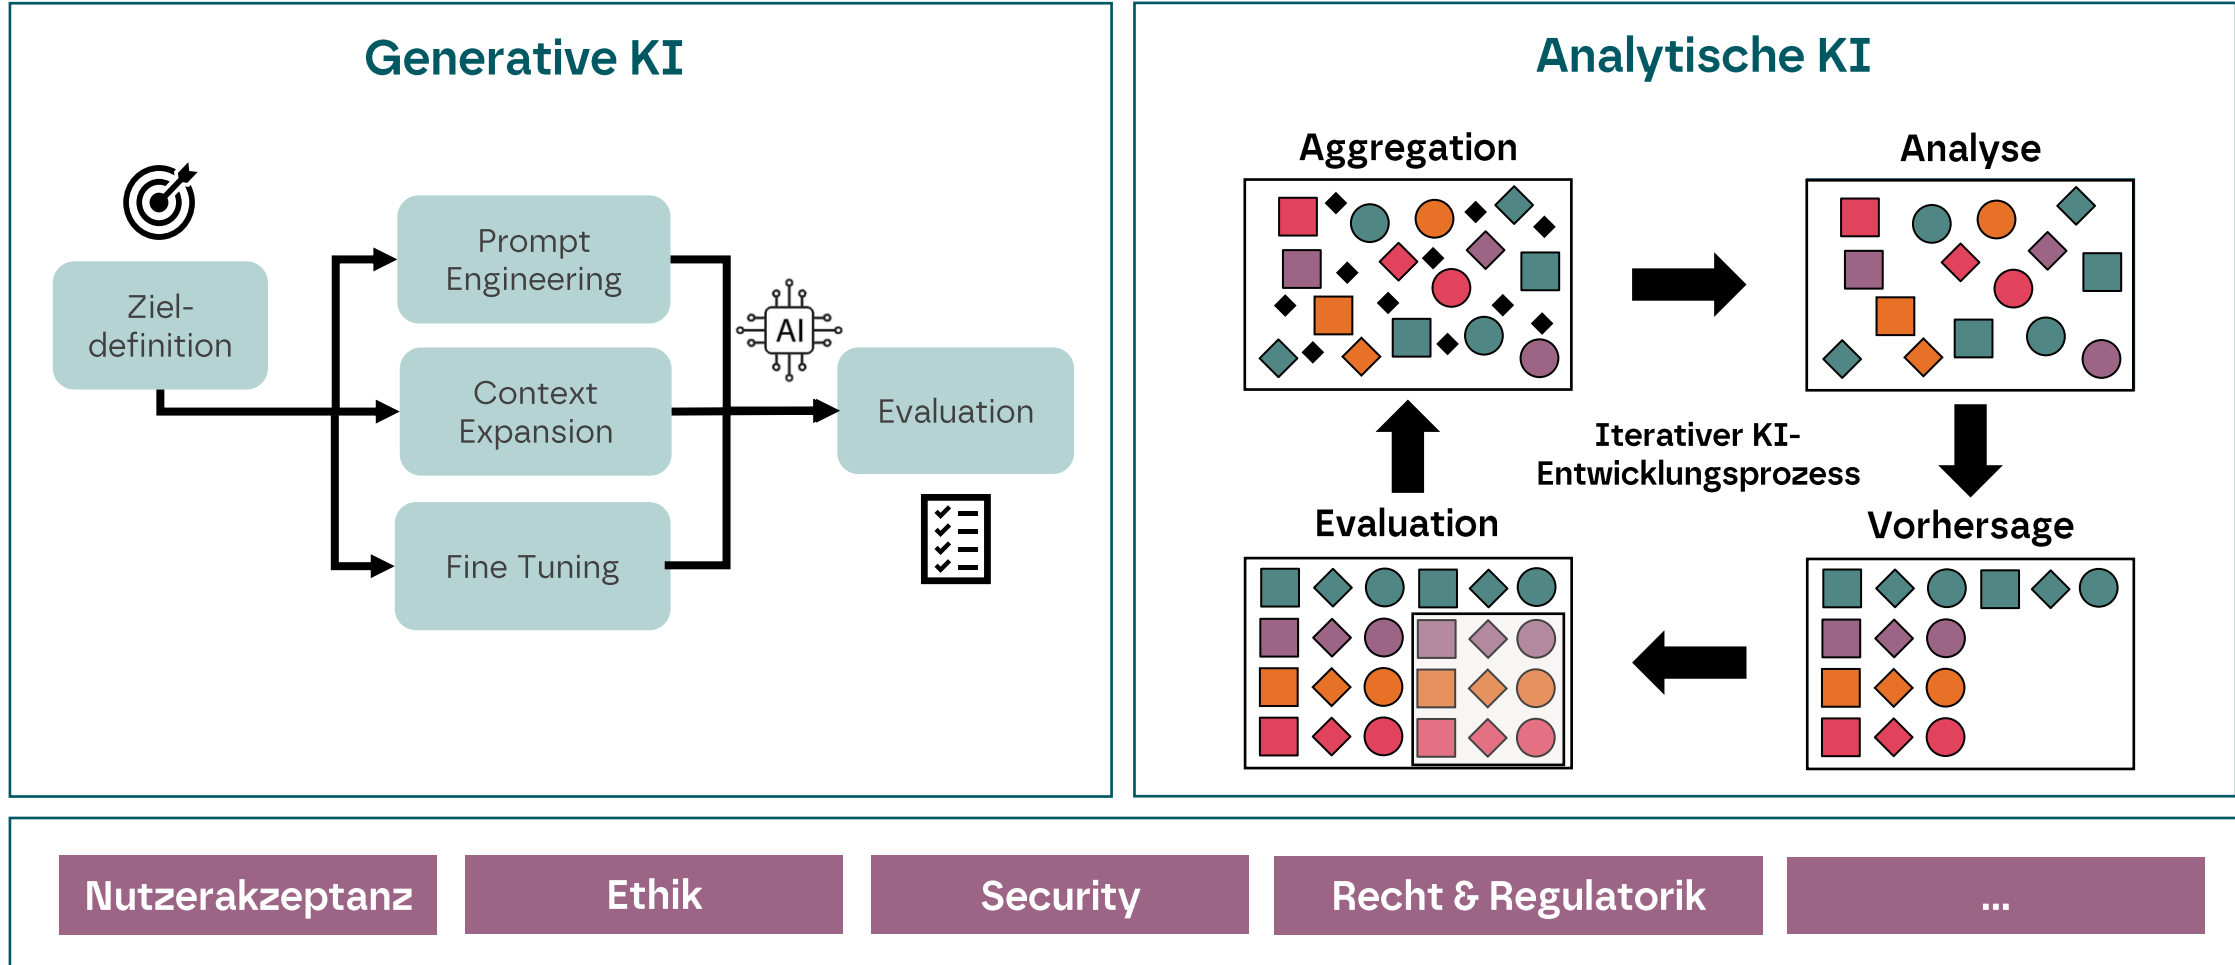 Generative KI
Ziel-
definition
Prompt
Engineering
Context
Expansion
Fine Tuning
AI
Evaluation
Analytische KI
Aggregation
Analyse
Iterativer KI-
Entwicklungsprozess
Evaluation
Vorhersage
Nutzerakzeptanz
Ethik
Security
Recht & Regulatorik
...